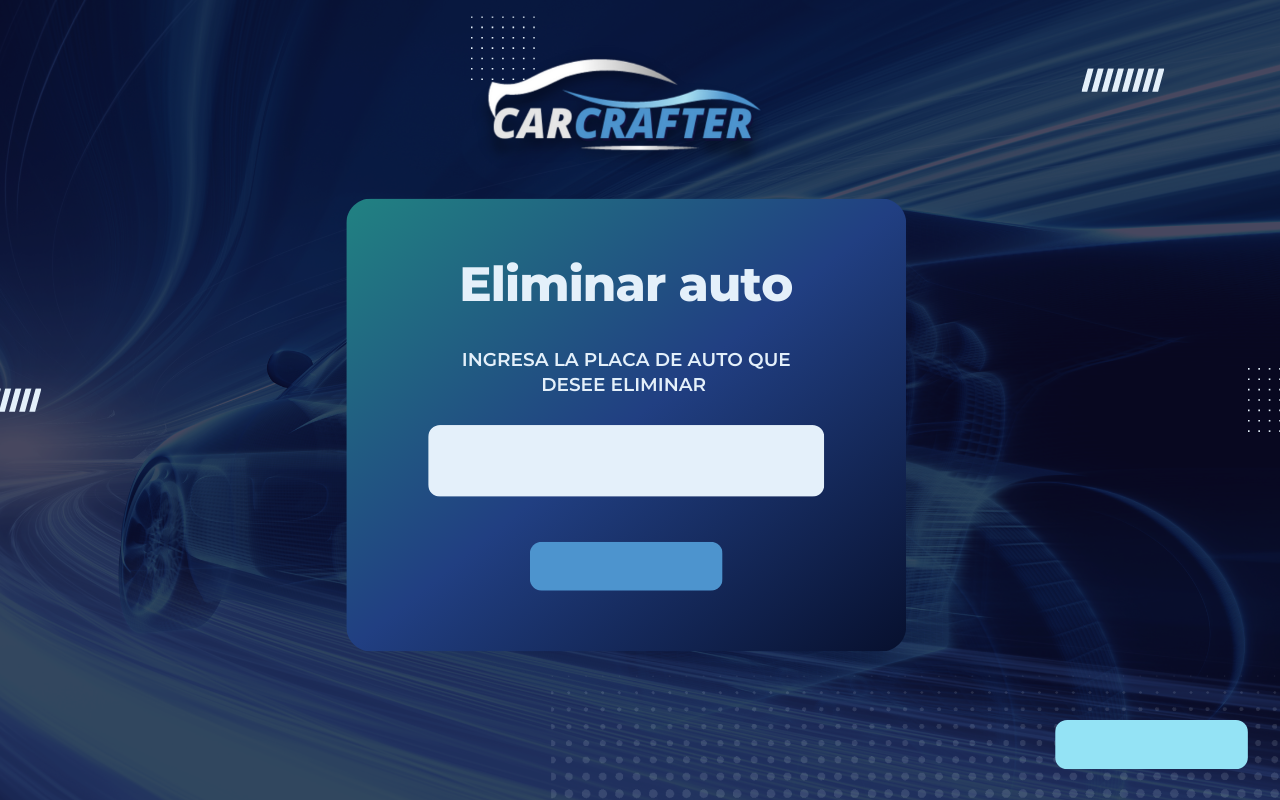 CARCRAFTER
Eliminar auto
INGRESA LA PLACA DE AUTO QUE
DESEE ELIMINAR